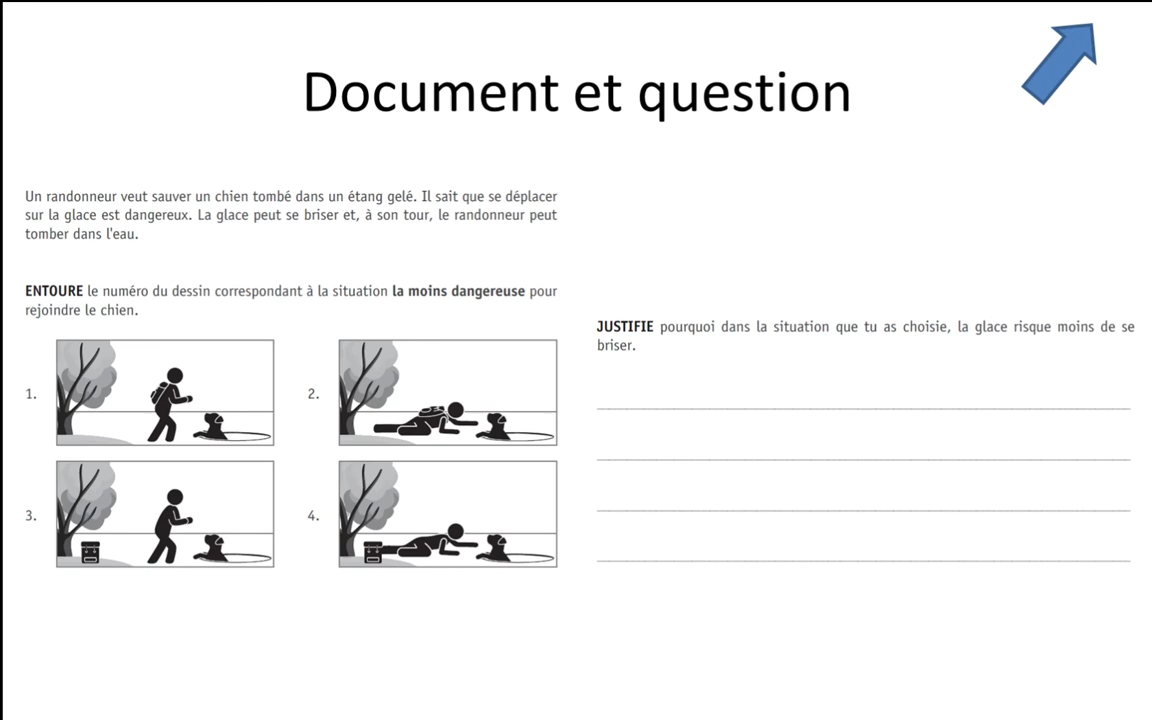 Document et question
Un randonneur veut sauver un chien tombé dans un étang gelé. Il sait que se déplacer
sur la glace est dangereux. La glace peut se briser et, à son tour, le randonneur peut
tomber dans l'eau.
ENTOURE le numéro du dessin correspondant à la situation la moins dangereuse pour
rejoindre le chien.
1.
2.
3.
4.
JUSTIFIE pourquoi dans la situation que tu as choisie, la glace risque moins de se
briser.